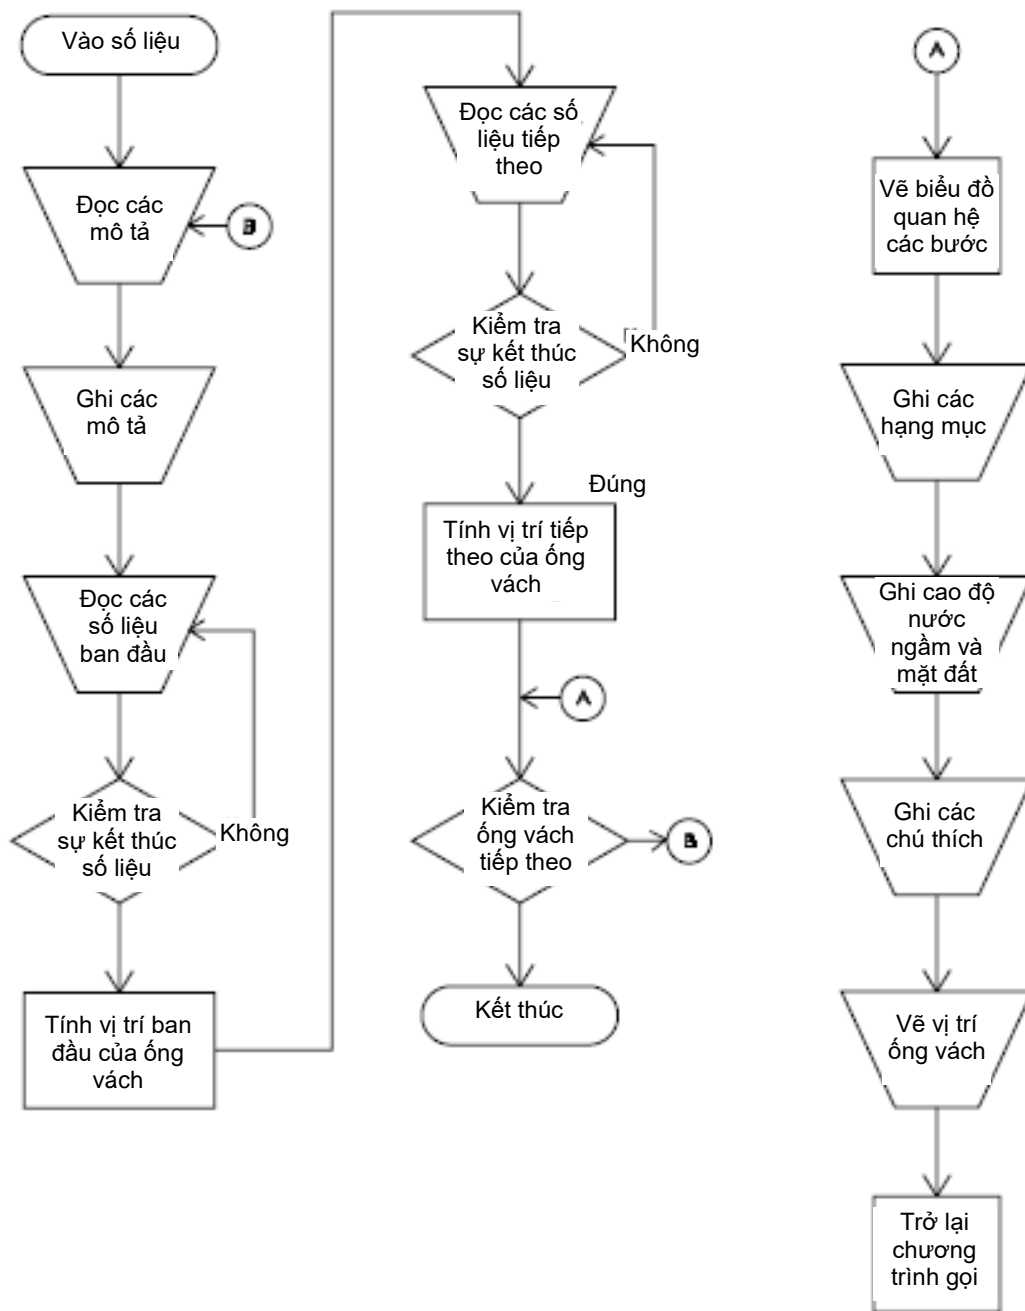 Vào số liệu
Đọc các
mô tả
B
Ghi các
mô tả
Đọc các
số liệu
ban đầu
Kiểm tra
sự kết thúc
số liệu
Không
Tính vị trí ban
đầu của ống
vách
Đọc các số
liệu tiếp
theo
Kiểm tra
sự kết thúc
số liệu
Không
Đúng
Tính vị trí tiếp
theo của ống
vách
A
Kiểm tra
ống vách
tiếp theo
B
Kết thúc
A
Vẽ biểu đồ
quan hệ
các bước
Ghi các
hạng mục
Ghi cao độ
nước
ngầm và
mặt đất
Ghi các
chú thích
Vẽ vị trí
ống vách
Trở lại
chương
trình gọi